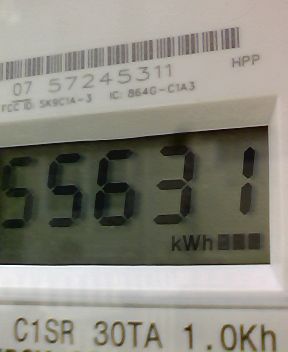 HPP
07 57245311
FCC ID: SK9C1A-3 IC: 864G-C1A3
55631
kWh
C1SR 30TA 1.0Kh